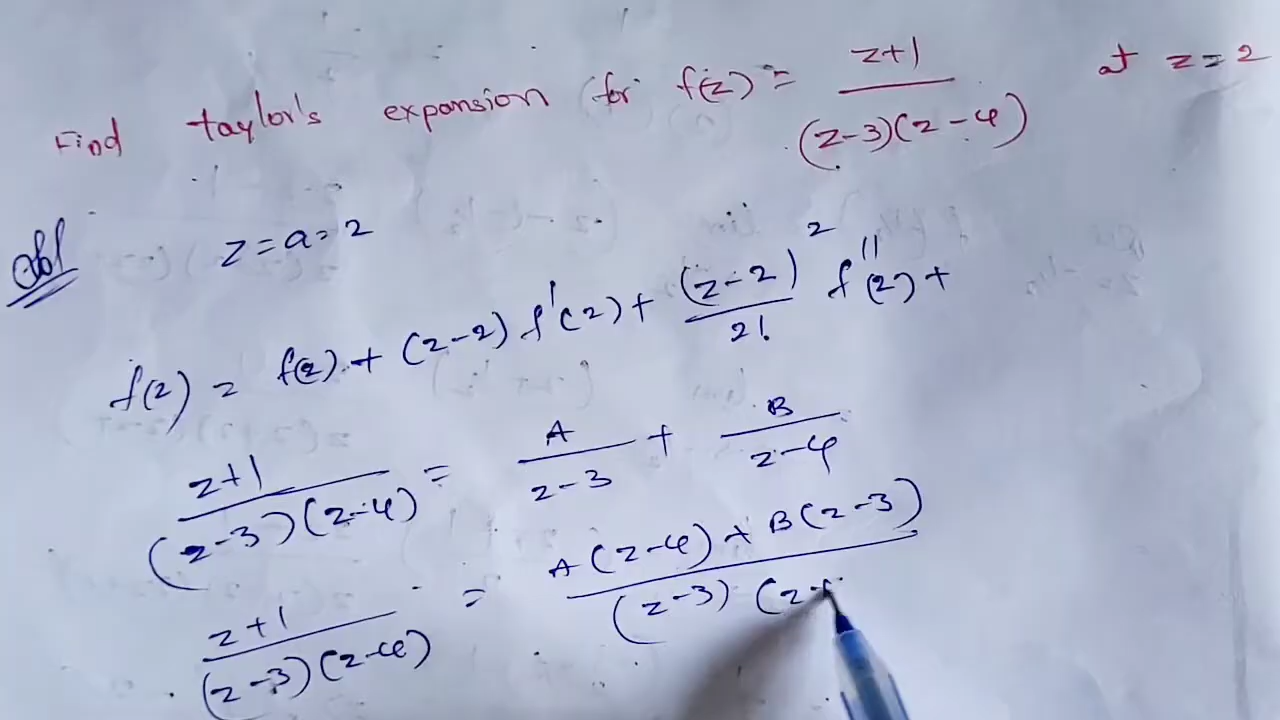 Find taylor's expansion for f(z) = z+1 / (z-3)(z-4) at z=2
Sol
z=a=2
f(z) = f(2) + (z-2) f'(2) + (z-2)^2 / 2! f''(2) +
z+1 / (z-3)(z-4) = A / z-3 + B / z-4
z+1 / (z-3)(z-4) = A(z-4) + B(z-3) / (z-3) (z-